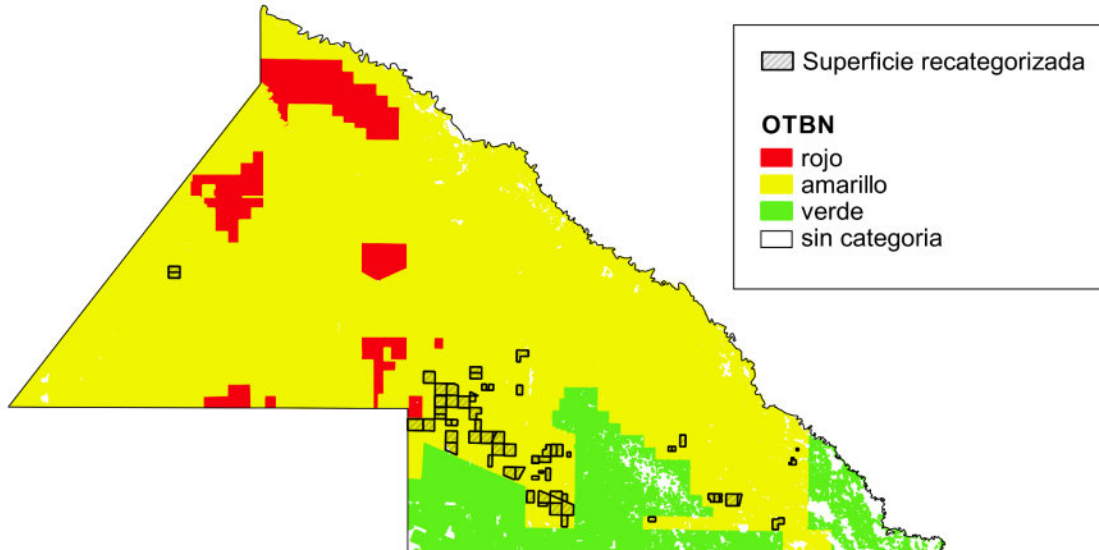 Superficie recategorizada
OTBN
rojo
amarillo
verde
sin categoria